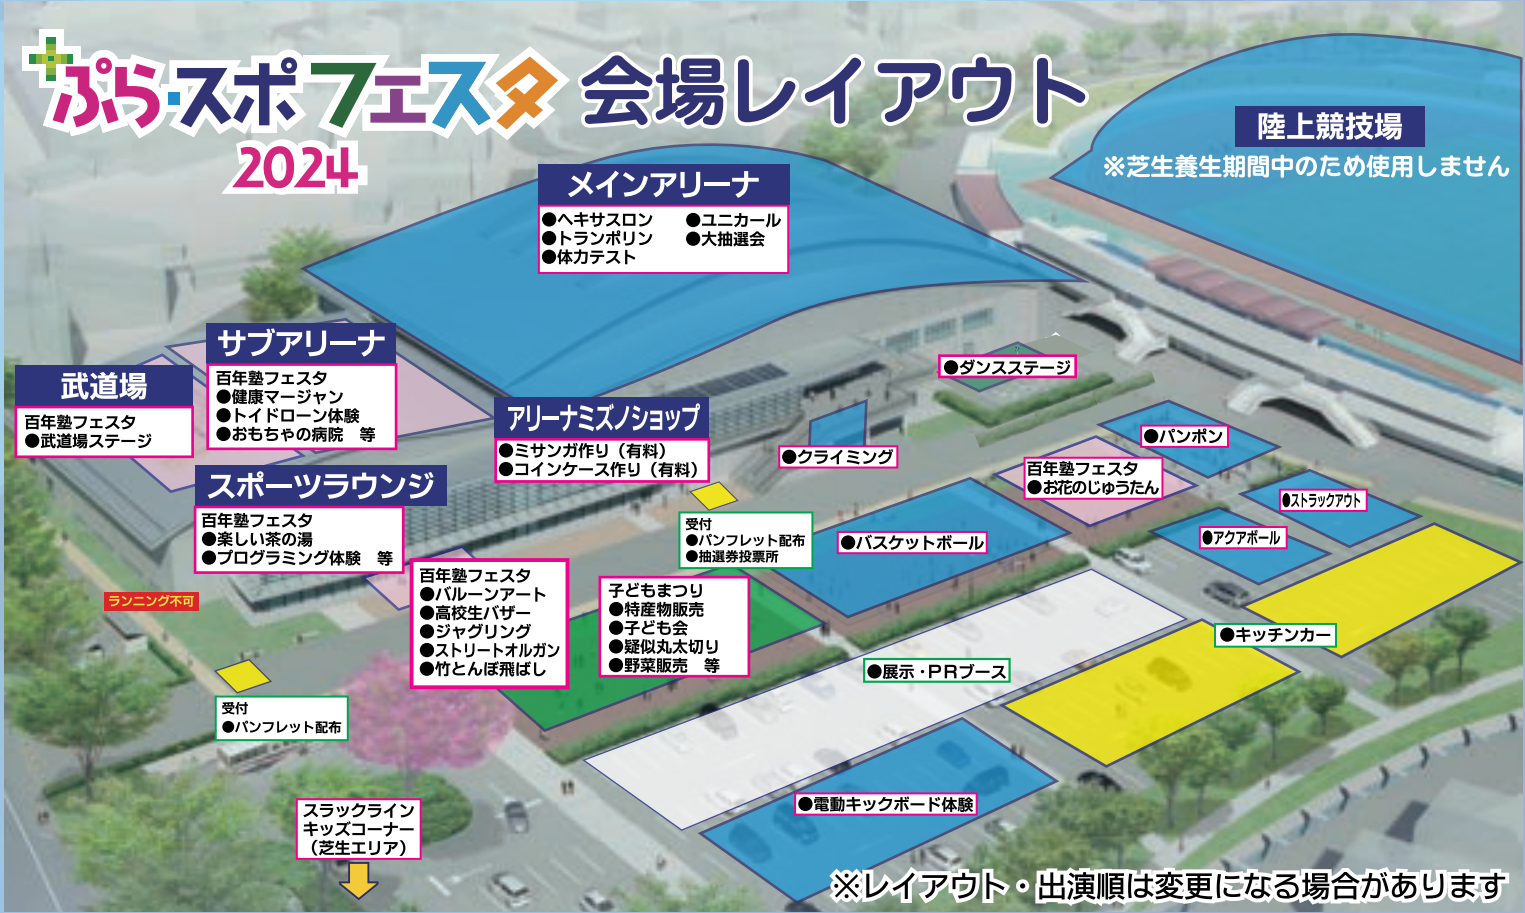 ぷら・スポ フェスタ 会場レイアウト
2024
陸上競技場
※芝生養生期間中のため使用しません
メインアリーナ
●ヘキサスロン ●ユニカール
●トランポリン ●大抽選会
●体力テスト
サブアリーナ
百年塾フェスタ
●健康マージャン
●トイドローン体験
●おもちゃの病院 等
武道場
百年塾フェスタ
●武道場ステージ
●ダンスステージ
アリーナミズノショップ
●ミサンガ作り（有料）
●コインケース作り（有料）
●クライミング
●パンポン
百年塾フェスタ
●お花のじゅうたん
スポーツラウンジ
百年塾フェスタ
●楽しい茶の湯
●プログラミング体験 等
●ストラックアウト
受付
●パンフレット配布
●抽選券投票所
●バスケットボール
●アクアボール
百年塾フェスタ
●バルーンアート
●高校生バザー
●ジャグリング
●ストリートオルガン
●竹とんぼ飛ばし
子どもまつり
●特産物販売
●子ども会
●疑似丸太切り
●野菜販売 等
ランニング不可
●キッチンカー
●展示・PRブース
受付
●パンフレット配布
●電動キックボード体験
スラックライン
キッズコーナー
（芝生エリア）
※レイアウト・出演順は変更になる場合があります